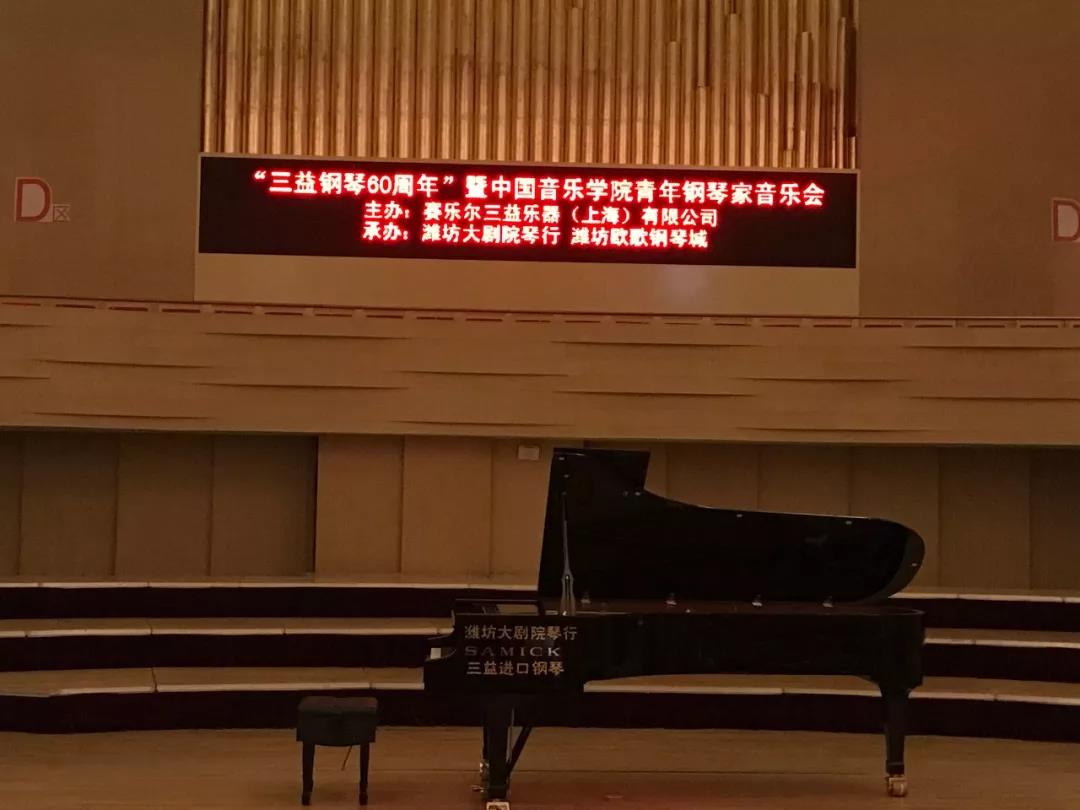 “三益钢琴60周年”暨中国音乐学院青年钢琴家音乐会
主办：赛乐尔三益乐器（上海）有限公司
承办：潍坊大剧院琴行 潍坊欧歌钢琴城
D区
D
潍坊大剧院琴行
SAMICK
三益进口钢琴